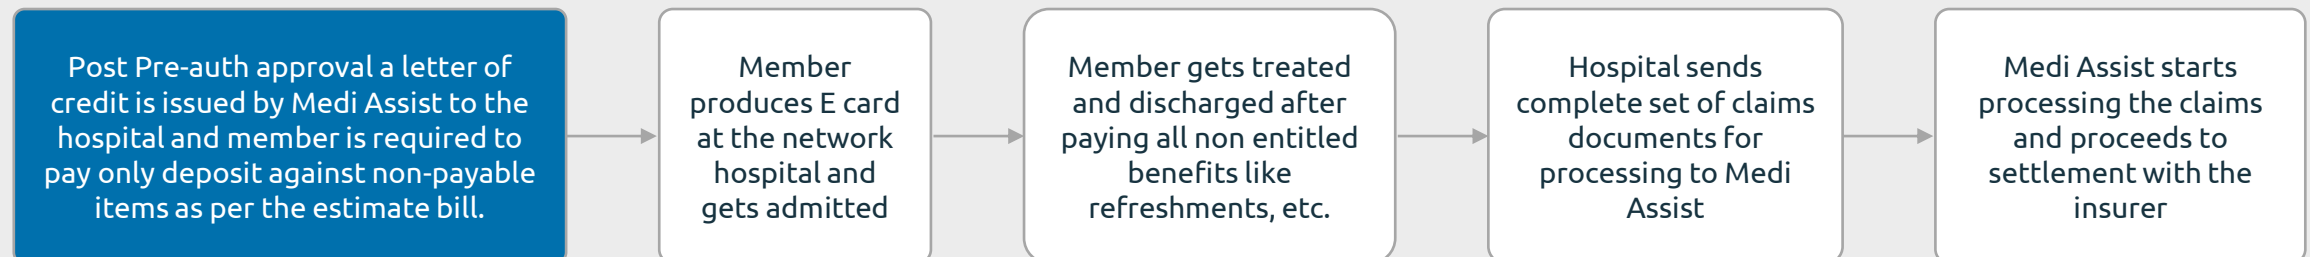 Post Pre-auth approval a letter of
credit is issued by Medi Assist to the
hospital and member is required to
pay only deposit against non-payable
items as per the estimate bill.
Member
produces E card
at the network
hospital and
gets admitted
Member gets treated
and discharged after
paying all non entitled
benefits like
refreshments, etc.
Hospital sends
complete set of claims
documents for
processing to Medi
Assist
Medi Assist starts
processing the claims
and proceeds to
settlement with the
insurer